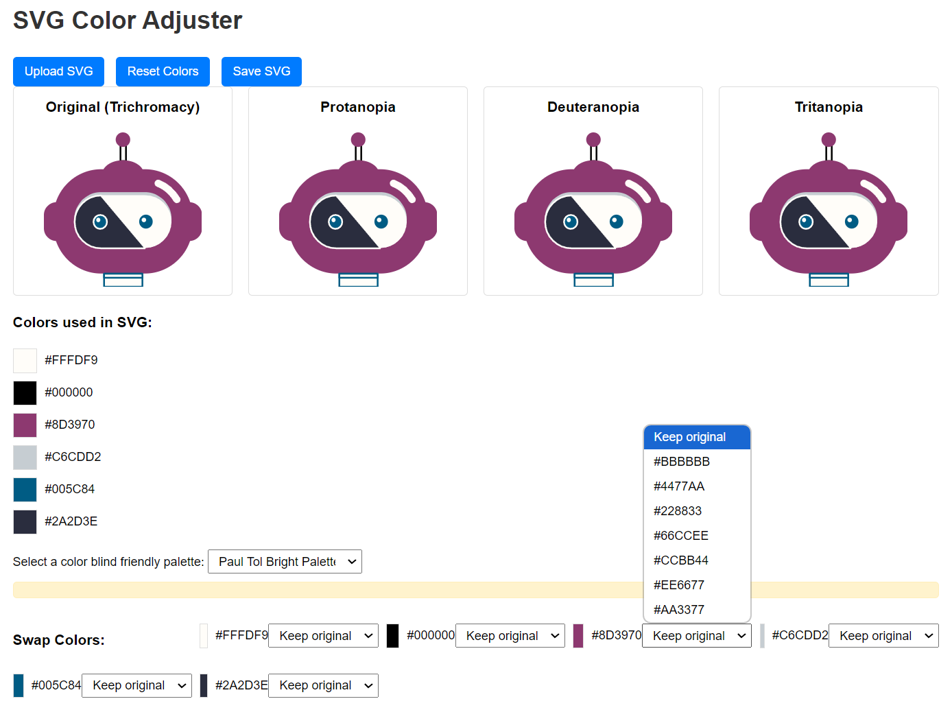 SVG Color Adjuster
Upload SVG Reset Colors Save SVG
Original (Trichromacy) Protanopia Deuteranopia Tritanopia
Colors used in SVG:
#FFFDF9
#000000
#8D3970
#C6CDD2
#005C84
#2A2D3E
Keep original
#BBBBBB
#4477AA
#228833
#66CCEE
#CCBB44
#EE6677
#AA3377
Select a color blind friendly palette: Paul Tol Bright Palett
Swap Colors: #FFFDF9 Keep original #000000 Keep original #8D3970 Keep original #C6CDD2 Keep original
#005C84 Keep original #2A2D3E Keep original